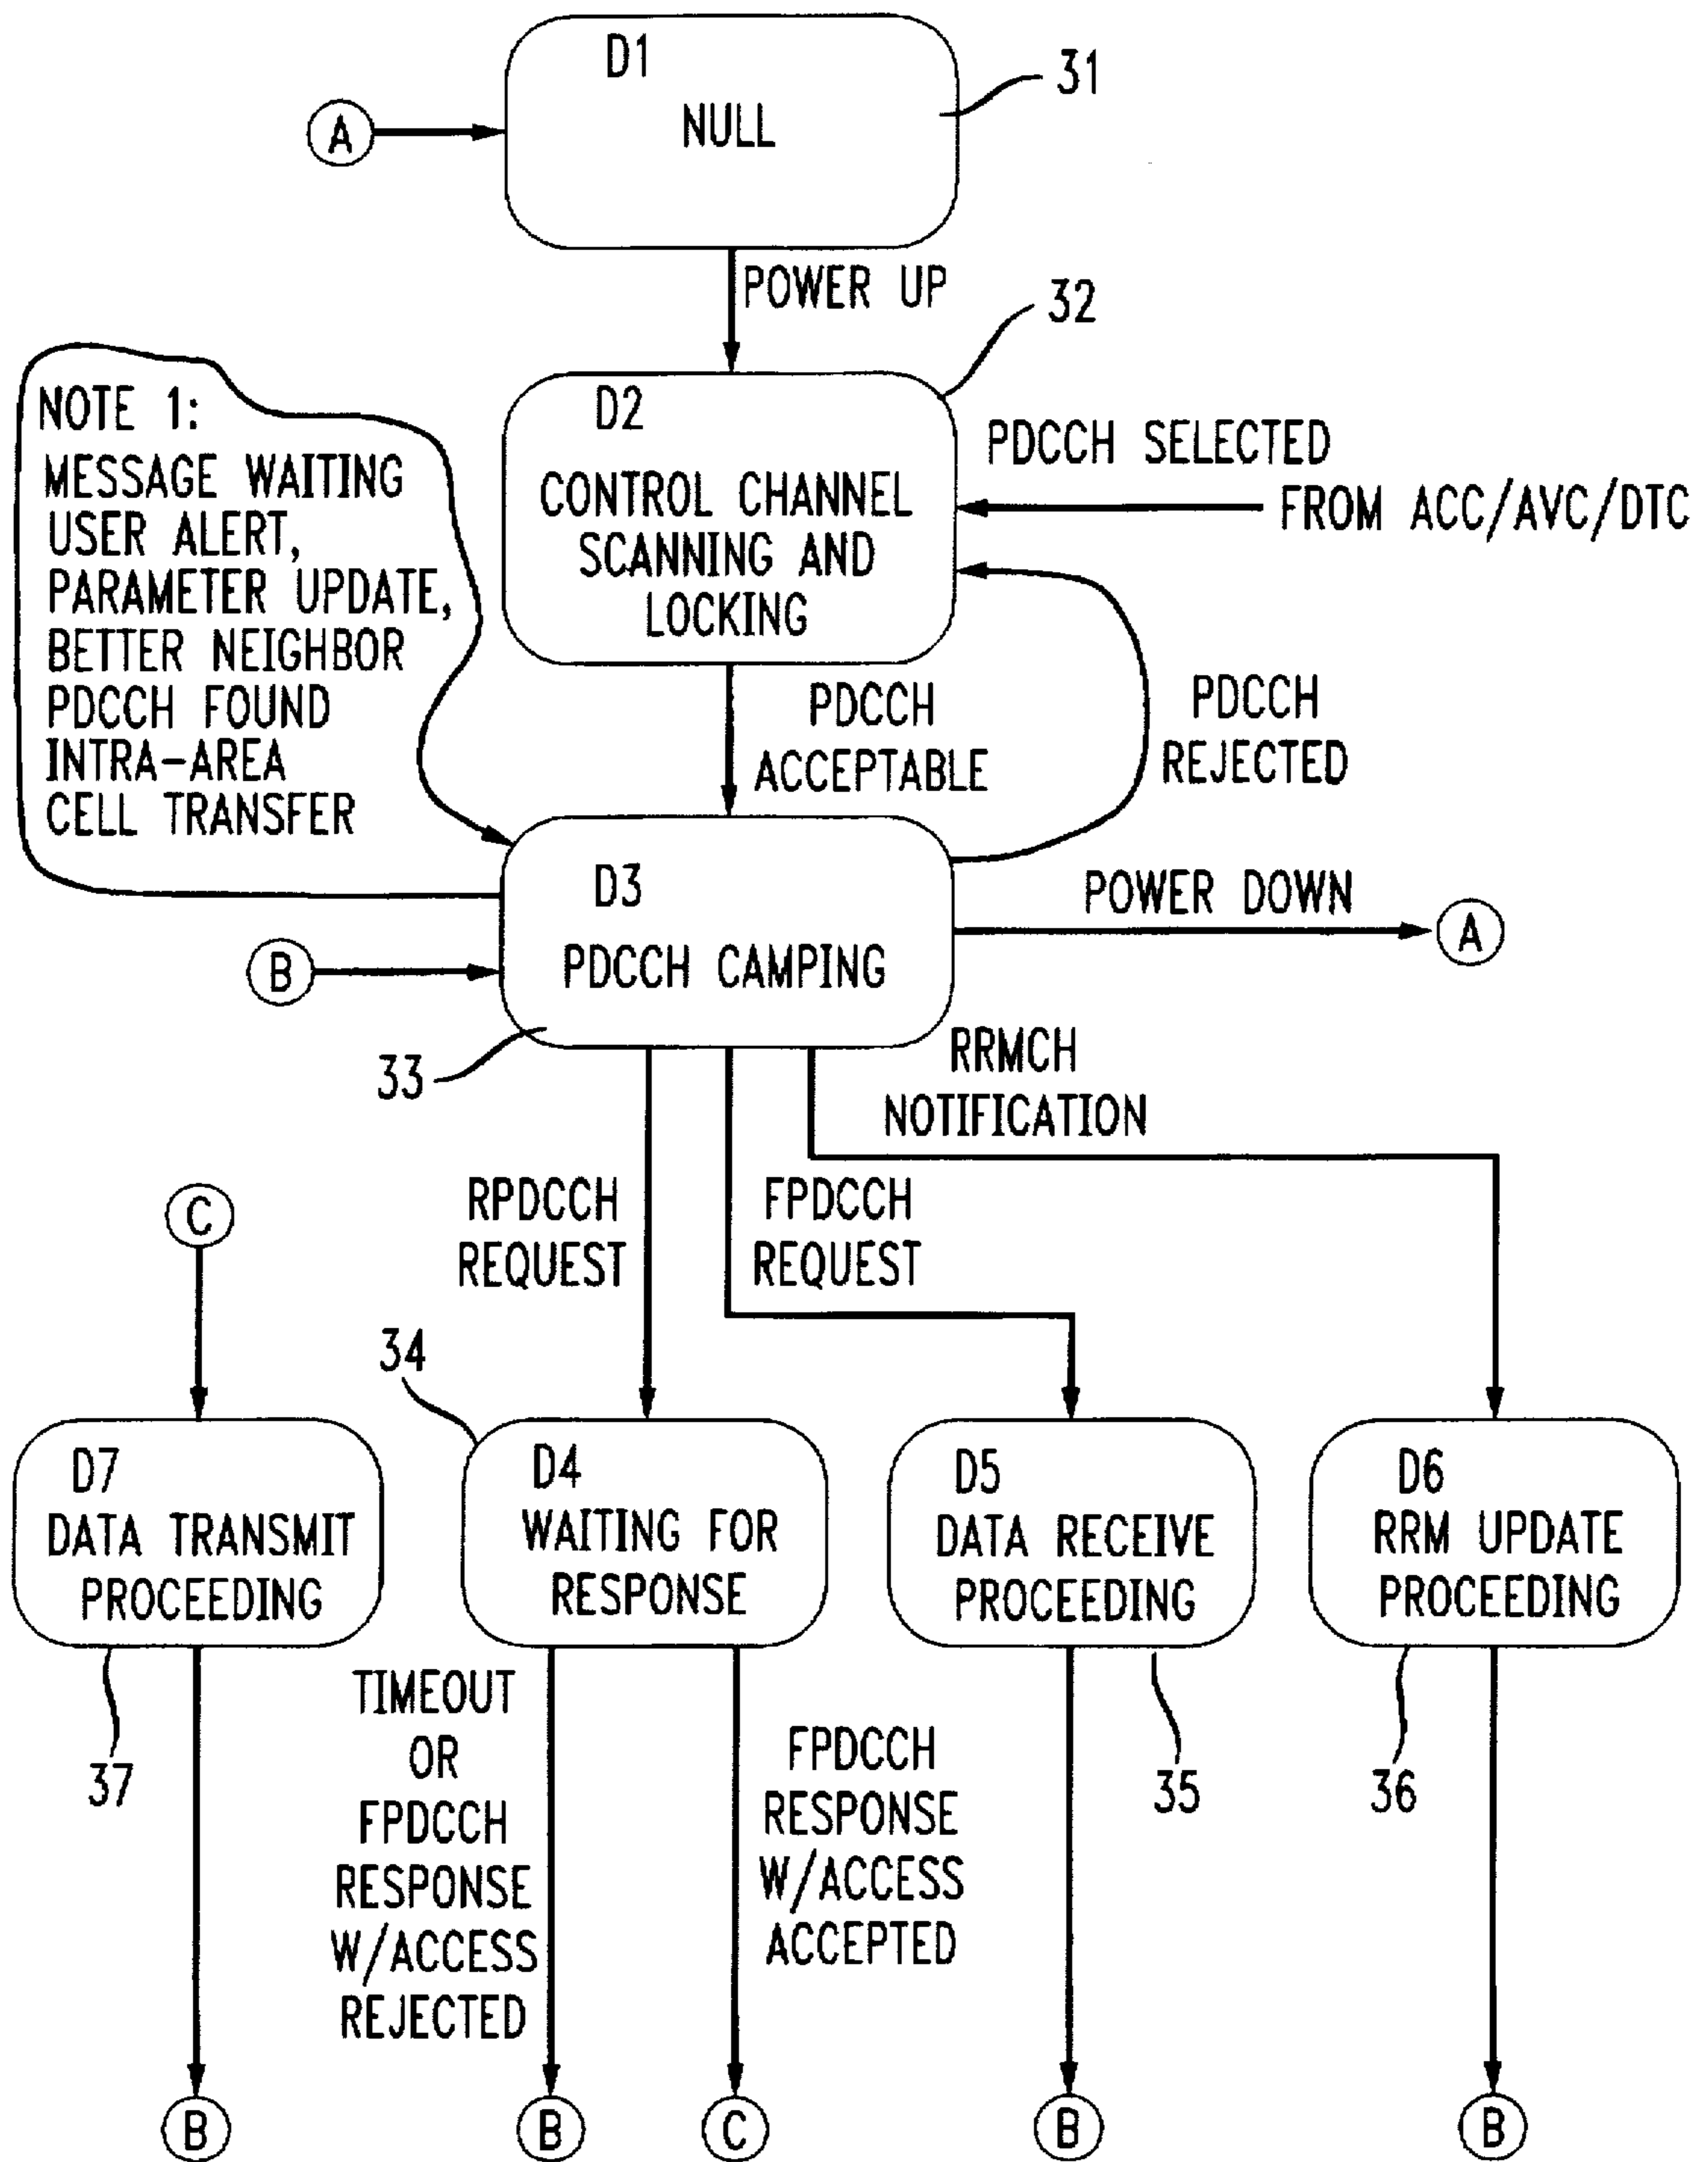 D1
NULL
31
A
POWER UP
32
NOTE 1:
MESSAGE WAITING
USER ALERT,
PARAMETER UPDATE,
BETTER NEIGHBOR
PDCCH FOUND
INTRA-AREA
CELL TRANSFER
D2
CONTROL CHANNEL
SCANNING AND
LOCKING
PDCCH SELECTED
FROM ACC/AVC/DTC
PDCCH
ACCEPTABLE
PDCCH
REJECTED
D3
PDCCH CAMPING
POWER DOWN
A
B
33
RRMCH
NOTIFICATION
C
RPDCCH
REQUEST
FPDCCH
REQUEST
34
D7
DATA TRANSMIT
PROCEEDING
D4
WAITING FOR
RESPONSE
D5
DATA RECEIVE
PROCEEDING
D6
RRM UPDATE
PROCEEDING
37
TIMEOUT
OR
FPDCCH
RESPONSE
W/ACCESS
REJECTED
FPDCCH
RESPONSE
W/ACCESS
ACCEPTED
35
36
B
B
C
B
B